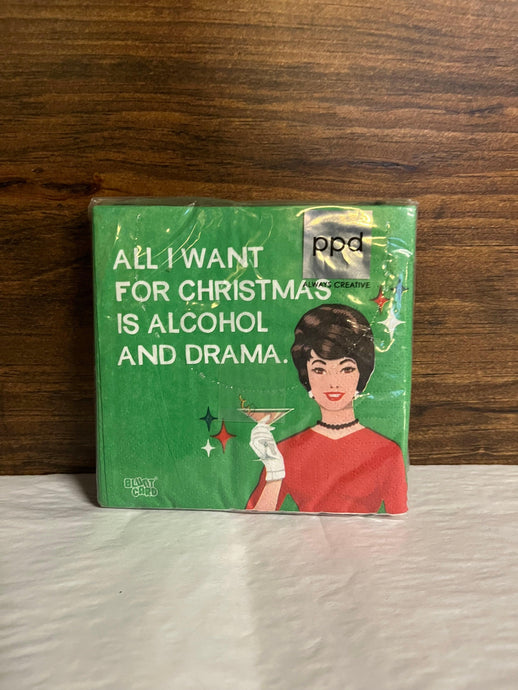 ppd
ALWAYS CREATIVE
ALL I WANT
FOR CHRISTMAS
IS ALCOHOL
AND DRAMA.
BLUNT
CARD